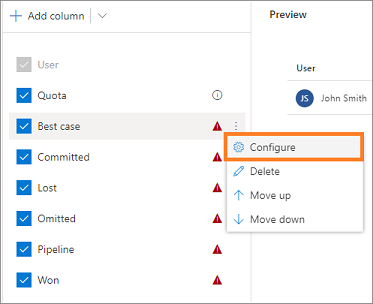 Add column
Preview
User
User
Quota
JS John Smith
Best case
Configure
Committed
Delete
Lost
Move up
Omitted
Move down
Pipeline
Won